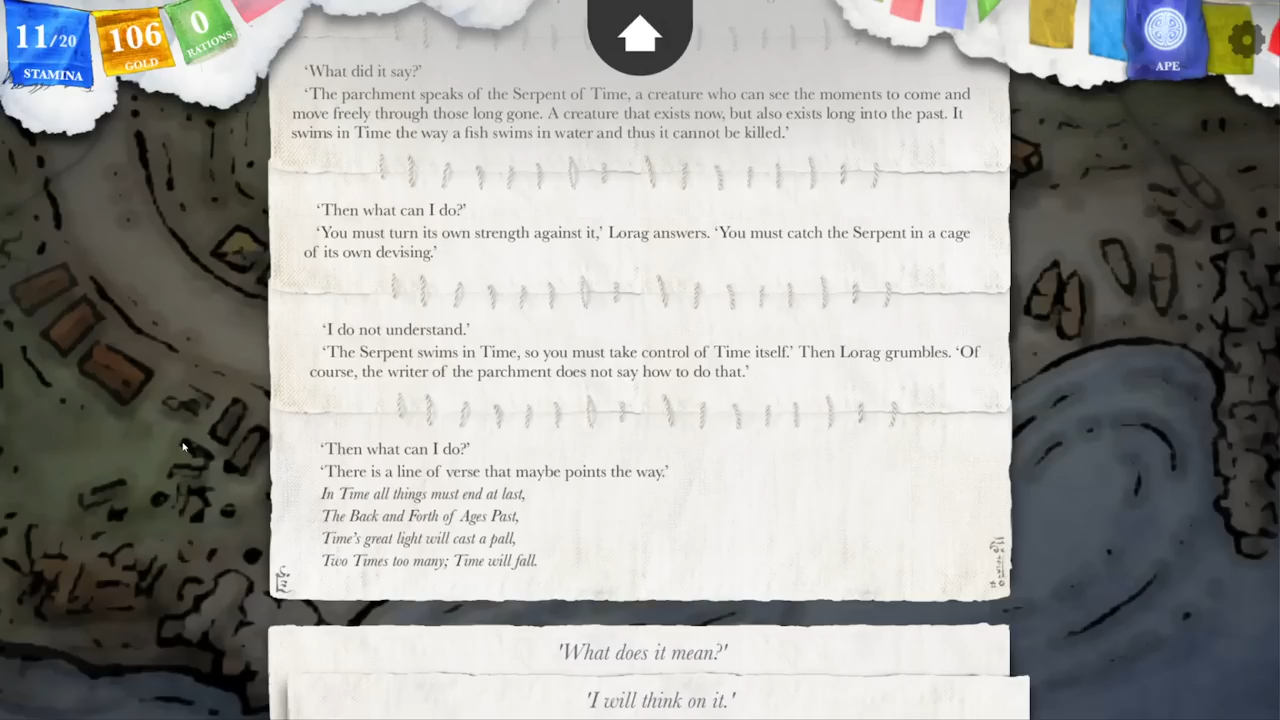 11/20
STAMINA
106
GOLD
0
RATIONS
APE
‘What did it say?’
‘The parchment speaks of the Serpent of Time, a creature who can see the moments to come and
move freely through those long gone. A creature that exists now, but also exists long into the past. It
swims in Time the way a fish swims in water and thus it cannot be killed.’
‘Then what can I do?’
‘You must turn its own strength against it,’ Lorag answers. ‘You must catch the Serpent in a cage
of its own devising.’
‘I do not understand.’
‘The Serpent swims in Time, so you must take control of Time itself.’ Then Lorag grumbles. ‘Of
course, the writer of the parchment does not say how to do that.’
‘Then what can I do?’
‘There is a line of verse that maybe points the way.’
In Time all things must end at last,
The Back and Forth of Ages Past,
Time’s great light will cast a pall,
Two Times too many; Time will fall.
'What does it mean?'
'I will think on it.'